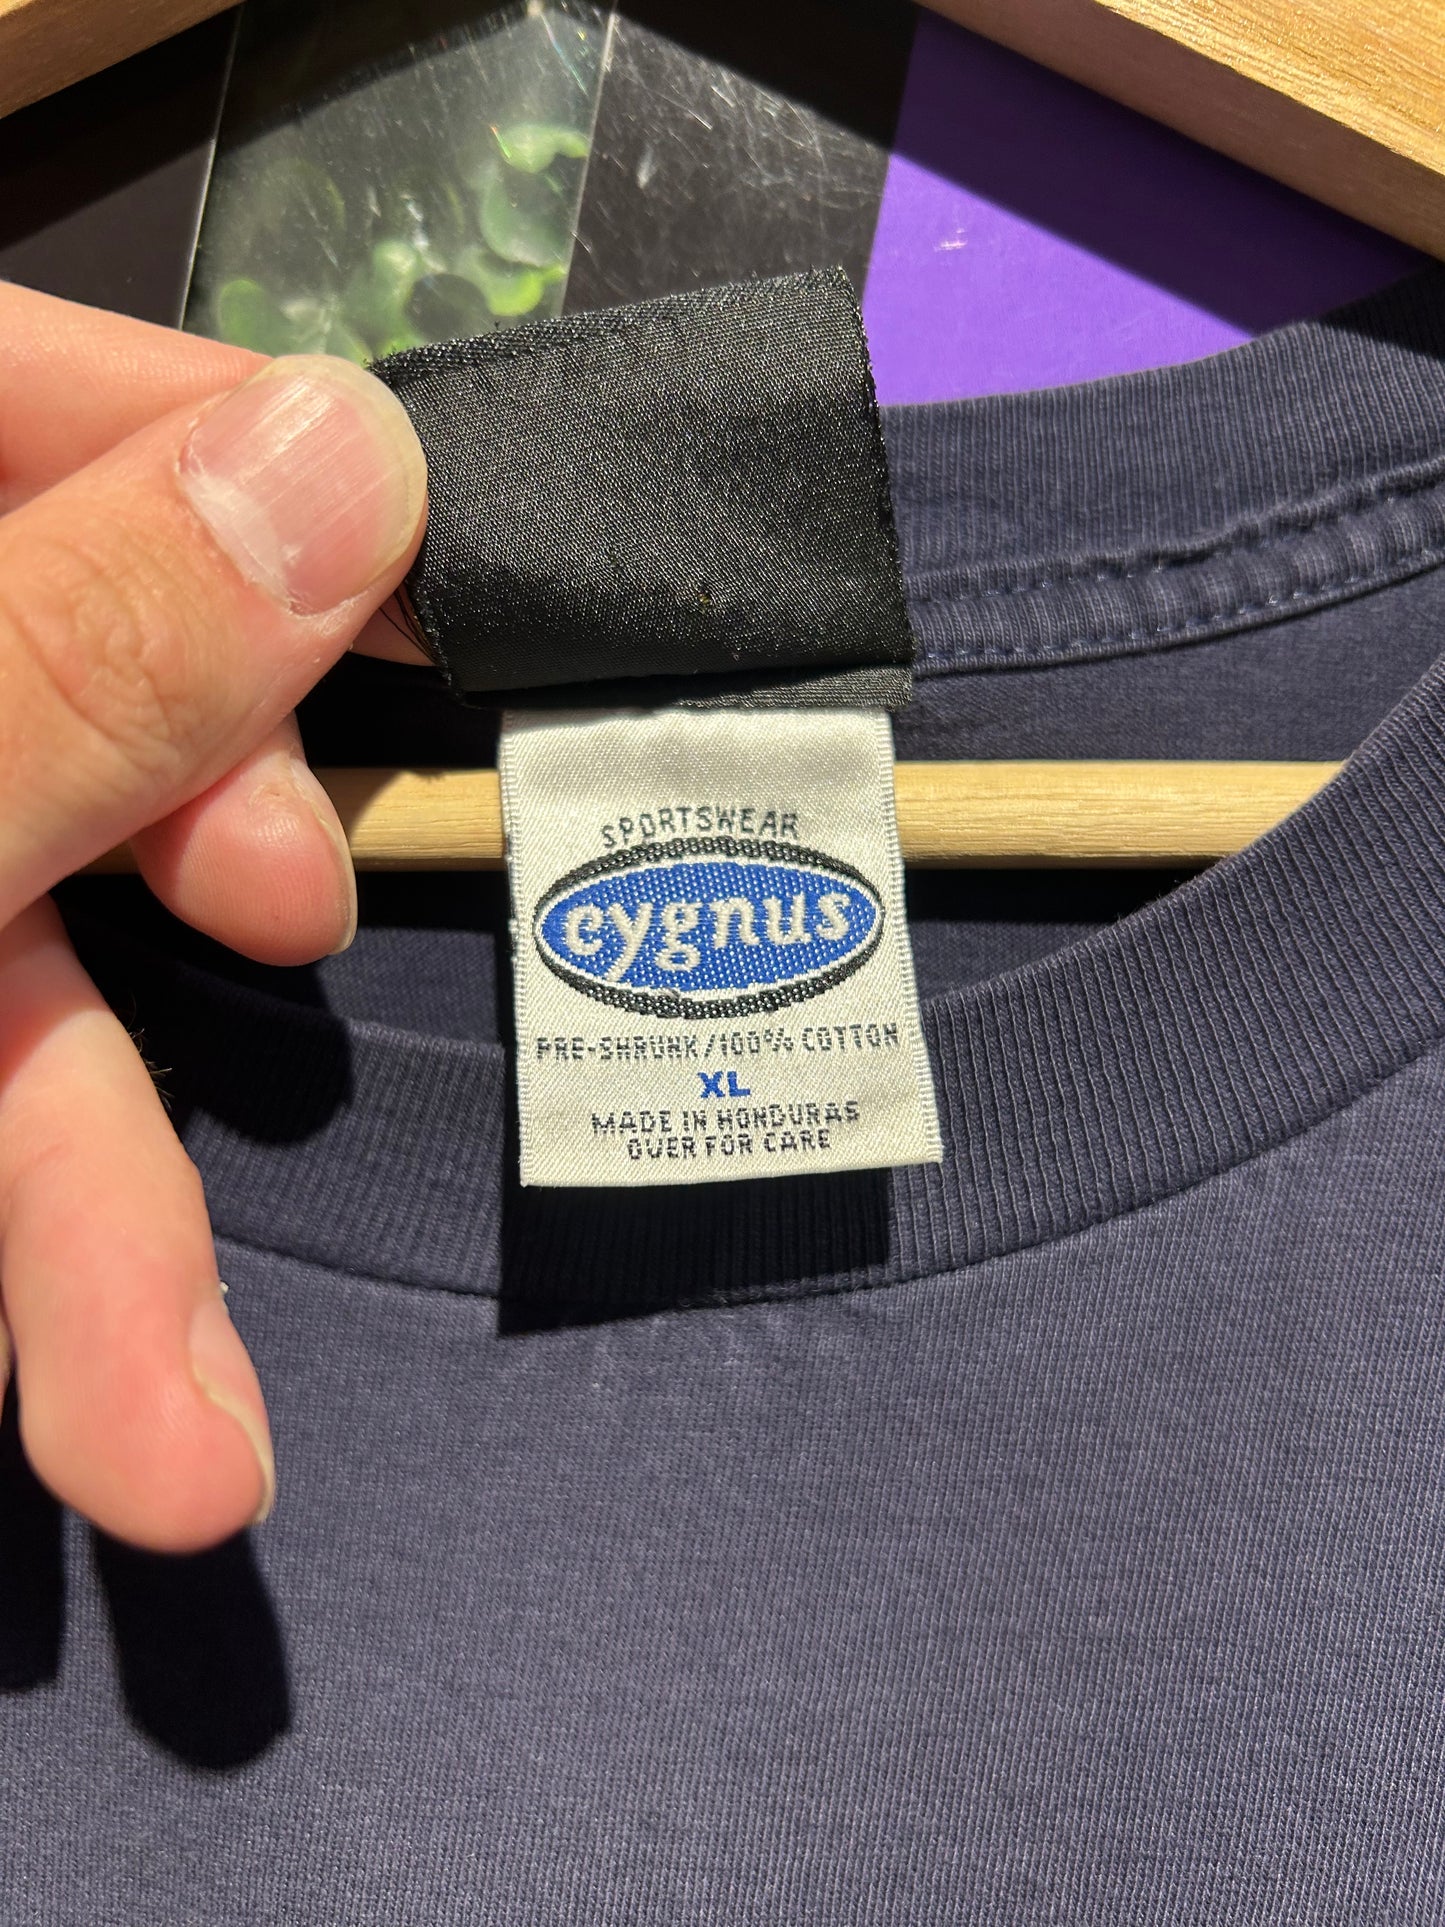 SPORTSWEAR
cygnus
PRE-SHRUNK/100% COTTON
XL
MADE IN HONDURAS
OVER FOR CARE